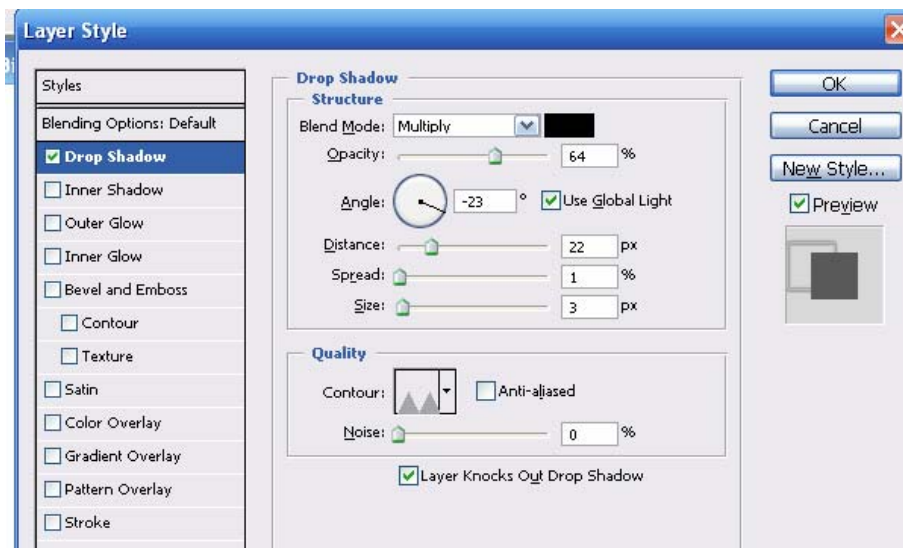 Layer Style
Styles
Blending Options: Default
Drop Shadow
Inner Shadow
Outer Glow
Inner Glow
Bevel and Emboss
Contour
Texture
Satin
Color Overlay
Gradient Overlay
Pattern Overlay
Stroke
Drop Shadow
Structure
Blend Mode: Multiply
Opacity: 64 %
Angle: -23 ° Use Global Light
Distance: 22 px
Spread: 1 %
Size: 3 px
Quality
Contour: Anti-aliased
Noise: 0 %
Layer Knocks Out Drop Shadow
OK
Cancel
New Style...
Preview